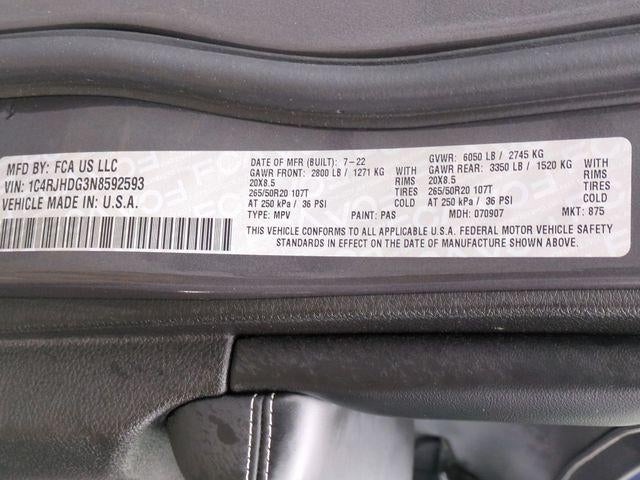 MFD BY: FCA US LLC
VIN: 1C4RJHDG3N8592593
VEHICLE MADE IN U.S.A.
DATE OF MFR (BUILT): 7-22
GAWR FRONT: 2800 LB / 1271 KG
20X8.5
265/50R20 107T
AT 250 kPa / 36 PSI
TYPE: MPV
WITH
RIMS
TIRES
COLD
PAINT: PAS
GVWR: 6050 LB / 2745 KG
GAWR REAR: 3350 LB / 1520 KG
20X8.5
265/50R20 107T
AT 250 kPa / 36 PSI
MDH: 070907
WITH
RIMS
TIRES
COLD
MKT: 875
THIS VEHICLE CONFORMS TO ALL APPLICABLE U.S.A. FEDERAL MOTOR VEHICLE SAFETY
STANDARDS IN EFFECT ON THE DATE OF MANUFACTURE SHOWN ABOVE.